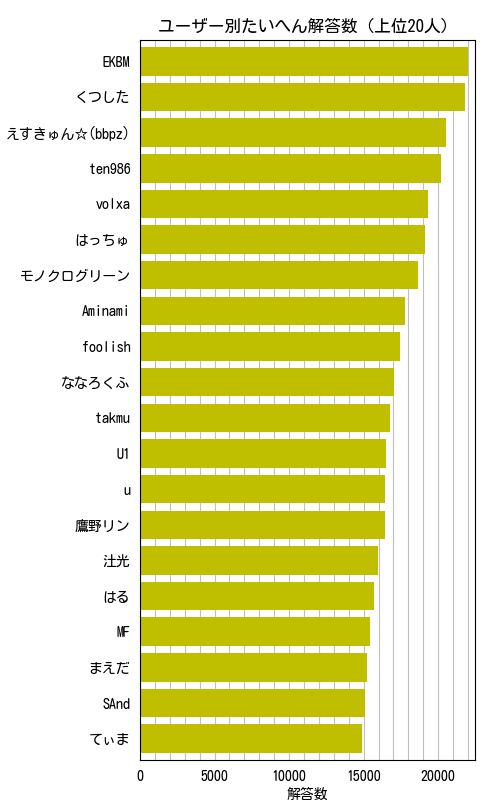 ユーザー別たいへん解答数 (上位20人)
EKBM
くつした
えすきゅん☆(bbpz)
ten986
volxa
はっちゅ
モノクログリーン
Aminami
foolish
ななろくふ
takmu
U1
u
鷹野リン
辻光
はる
MF
まえだ
SAnd
てぃま
0 5000 10000 15000 20000
解答数